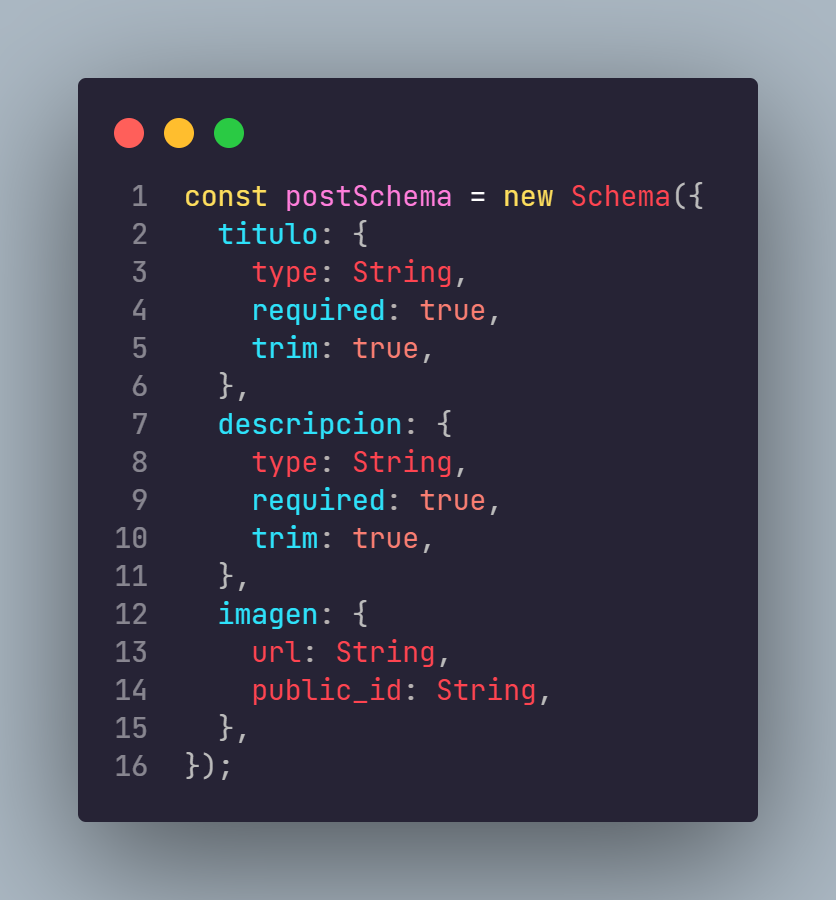 1 const postSchema = new Schema({
2   titulo: {
3     type: String,
4     required: true,
5     trim: true,
6   },
7   descripcion: {
8     type: String,
9     required: true,
10     trim: true,
11   },
12   imagen: {
13     url: String,
14     public_id: String,
15   },
16 });